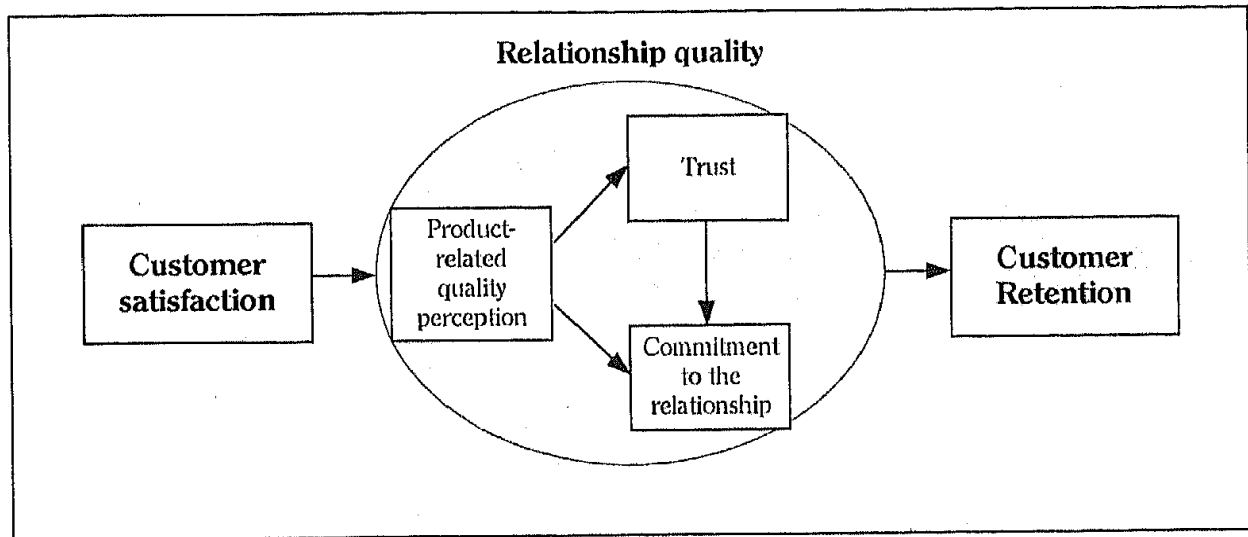 Relationship quality
Trust
Product-
related
quality
perception
Customer
satisfaction
Customer
Retention
Commitment
to the
relationship